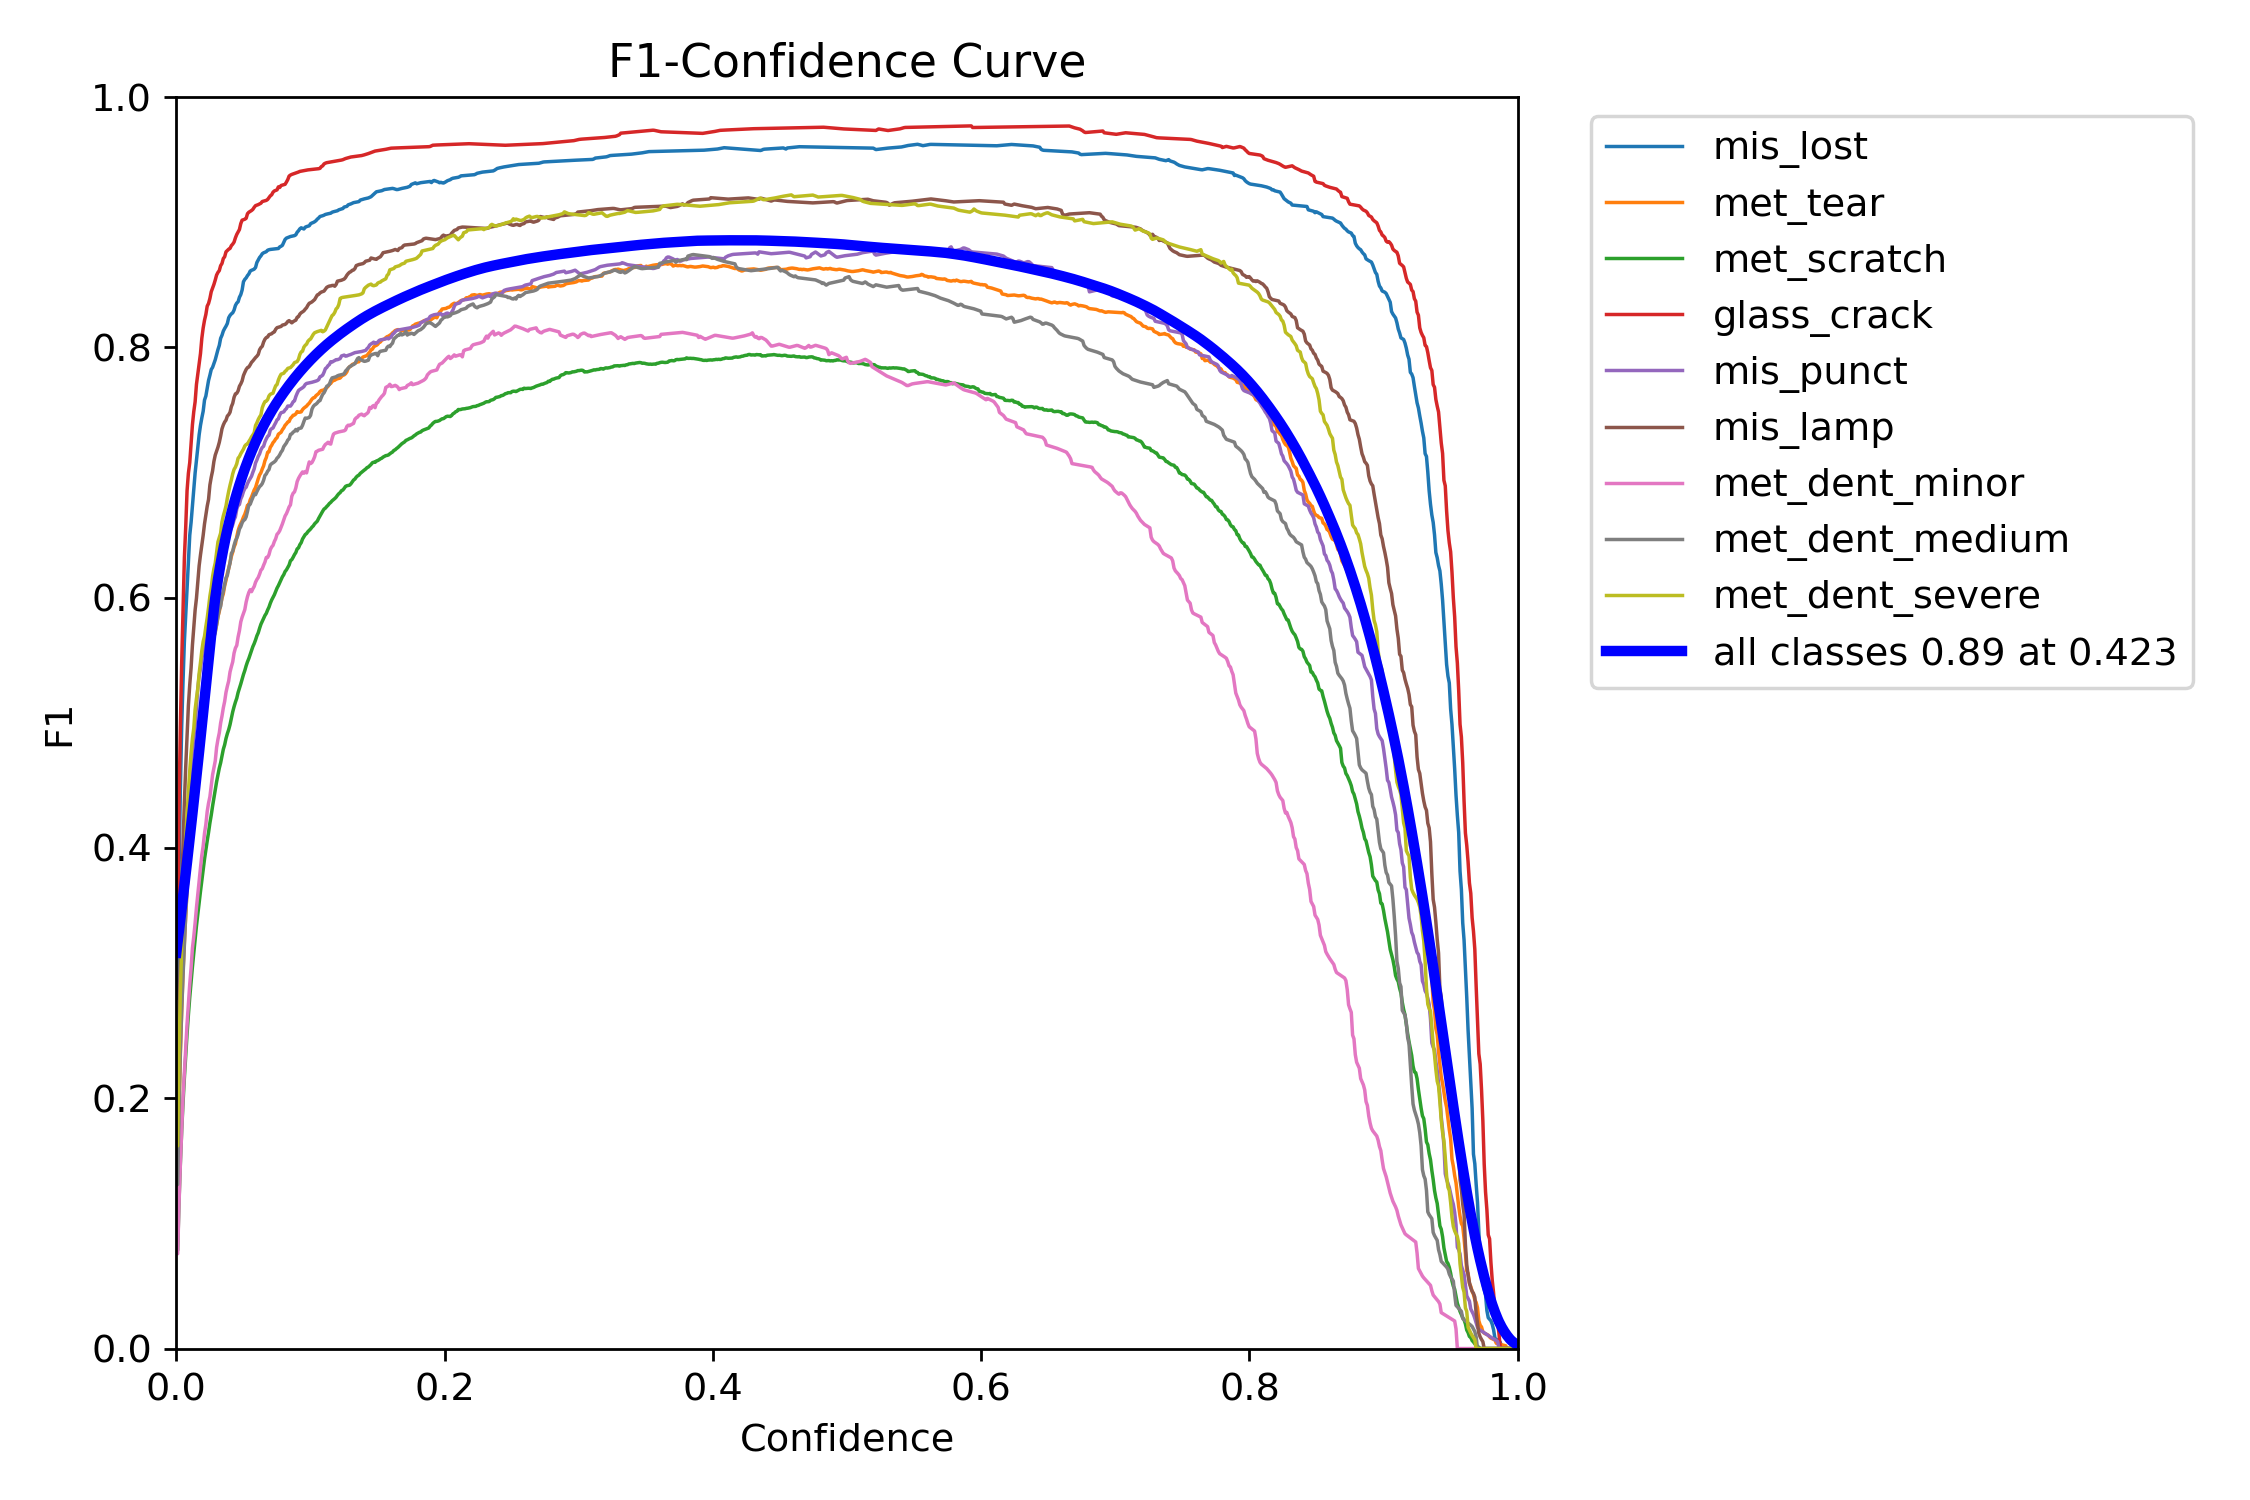 F1-Confidence Curve
1.0
0.8
0.6
0.4
0.2
0.0
F1
0.0 0.2 0.4 0.6 0.8 1.0
Confidence
mis_lost
met_tear
met_scratch
glass_crack
mis_punct
mis_lamp
met_dent_minor
met_dent_medium
met_dent_severe
all classes 0.89 at 0.423